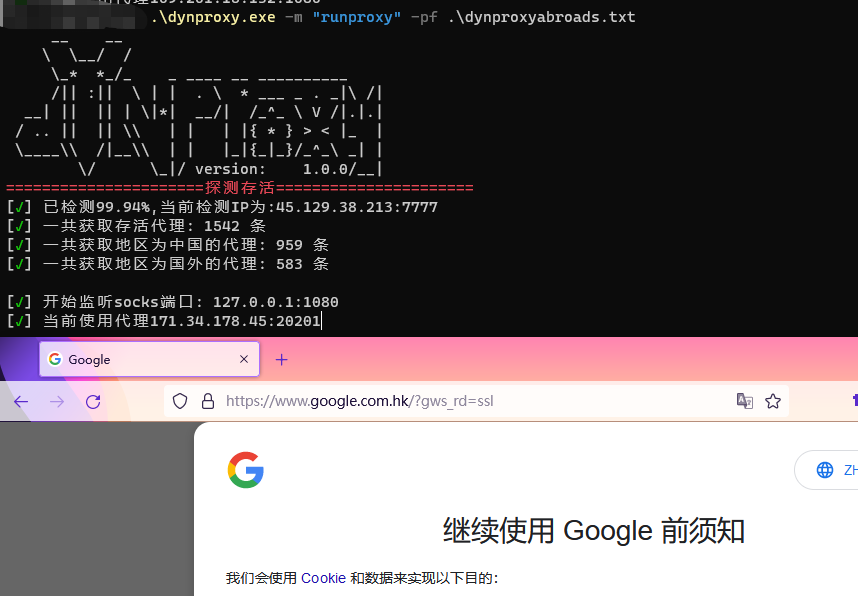 .\dynproxy.exe -m "runproxy" -pf .\dynproxyabroads.txt
version: 1.0.0
======================探测存活======================
[✓] 已检测99.94%,当前检测IP为:45.129.38.213:7777
[✓] 一共获取存活代理: 1542 条
[✓] 一共获取地区为中国的代理: 959 条
[✓] 一共获取地区为国外的代理: 583 条
[✓] 开始监听socks端口: 127.0.0.1:1080
[✓] 当前使用代理171.34.178.45:20201
Google
https://www.google.com.hk/?gws_rd=ssl
ZH
继续使用 Google 前须知
我们会使用 Cookie 和数据来实现以下目的：